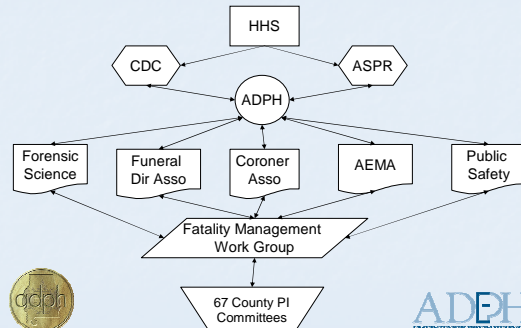 HHS
CDC
ASPR
ADPH
Forensic
Science
Funeral
Dir Asso
Coroner
Asso
AEMA
Public
Safety
Fatality Management
Work Group
67 County PI
Committees
adph
ADPH